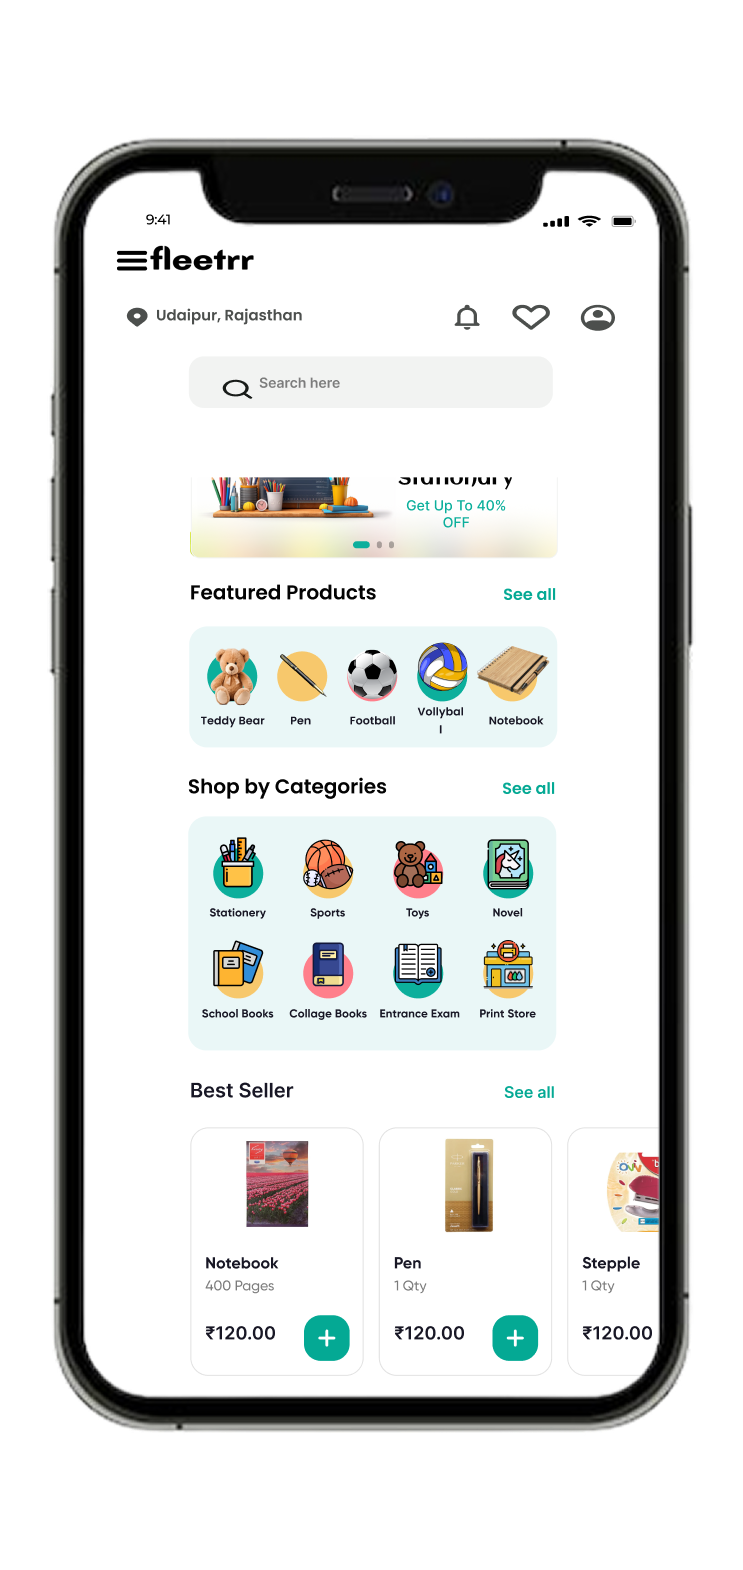 9:41
fleetrr
Udaipur, Rajasthan
Search here
Get Up To 40%
OFF
Featured Products
See all
Teddy Bear
Pen
Football
Vollybal
l
Notebook
Shop by Categories
See all
Stationery
Sports
Toys
Novel
School Books
Collage Books
Entrance Exam
Print Store
Best Seller
See all
Notebook
400 Pages
₹120.00
Pen
1 Qty
₹120.00
Stepple
1 Qty
₹120.00